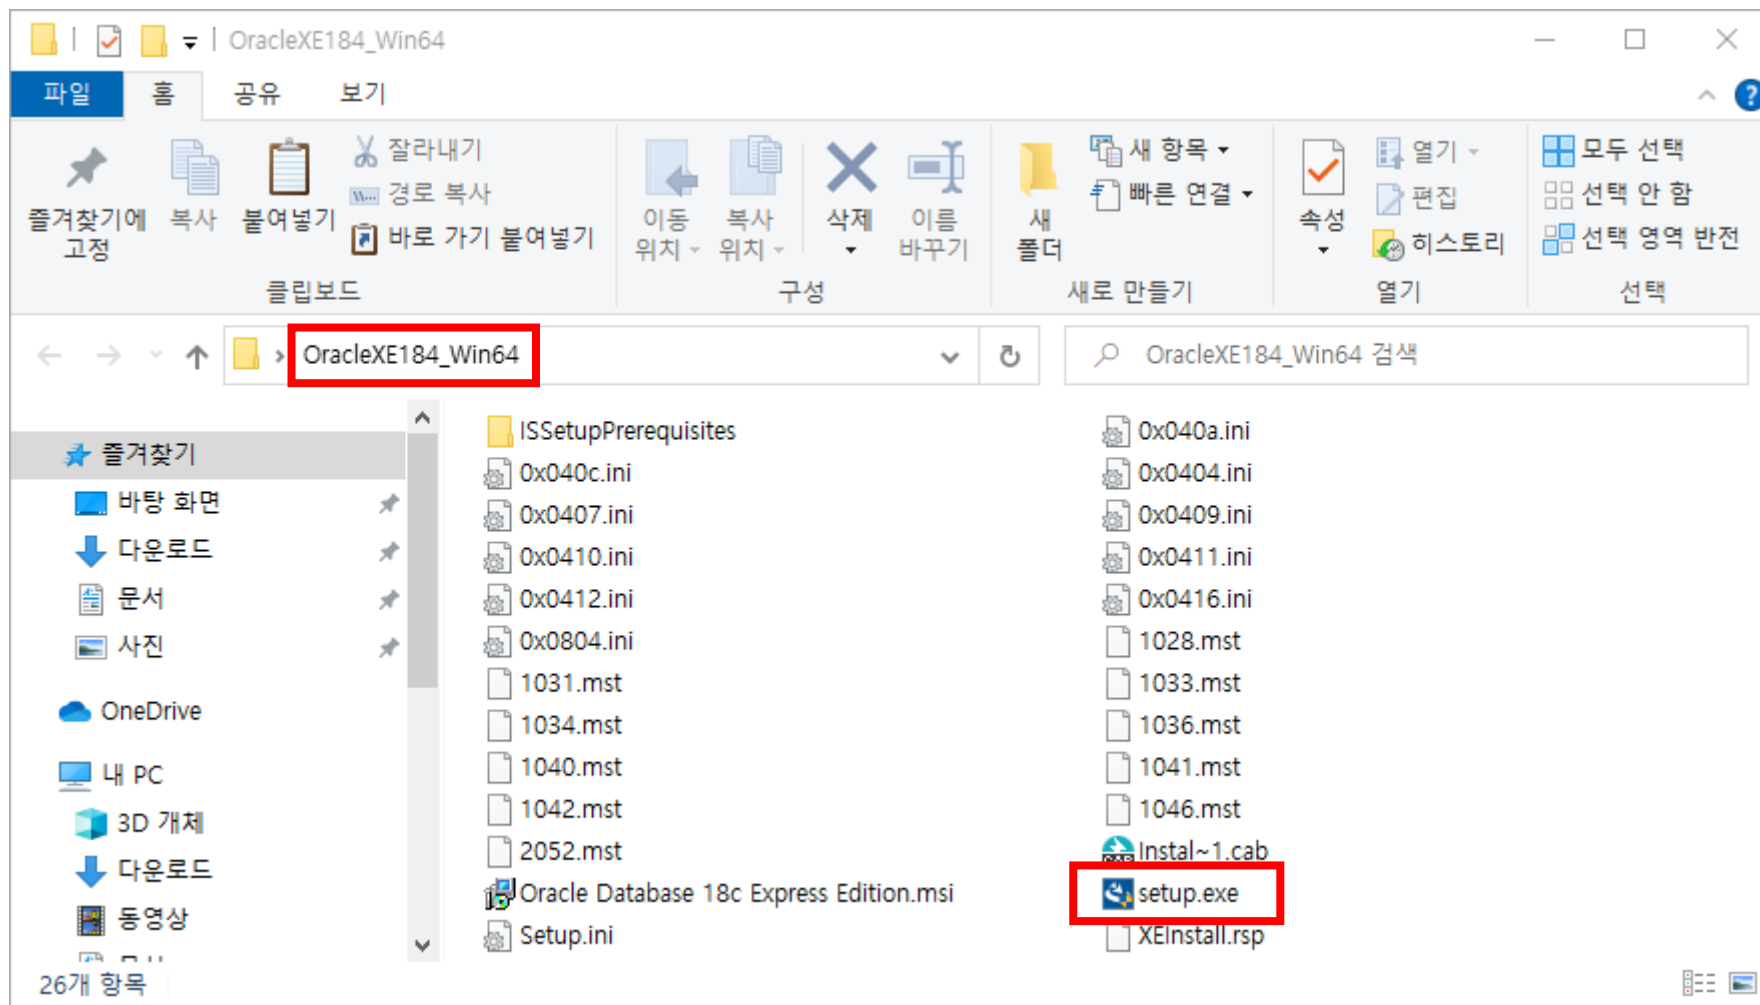 OracleXE184_Win64
파일 홈 공유 보기
즐겨찾기에 고정
복사
붙여넣기
잘라내기
경로 복사
바로 가기 붙여넣기
클립보드
이동 위치
복사 위치
삭제
이름 바꾸기
구성
새 폴더
새 항목
빠른 연결
새로 만들기
속성
열기
편집
히스토리
열기
모두 선택
선택 안 함
선택 영역 반전
선택
OracleXE184_Win64
OracleXE184_Win64 검색
즐겨찾기
바탕 화면
다운로드
문서
사진
OneDrive
내 PC
3D 개체
다운로드
동영상
ISSetupPrerequisites
0x040a.ini
0x040c.ini
0x0404.ini
0x0407.ini
0x0409.ini
0x0410.ini
0x0411.ini
0x0412.ini
0x0416.ini
0x0804.ini
1028.mst
1031.mst
1033.mst
1034.mst
1036.mst
1040.mst
1041.mst
1042.mst
1046.mst
2052.mst
Instal~1.cab
Oracle Database 18c Express Edition.msi
setup.exe
Setup.ini
XEInstall.rsp
26개 항목